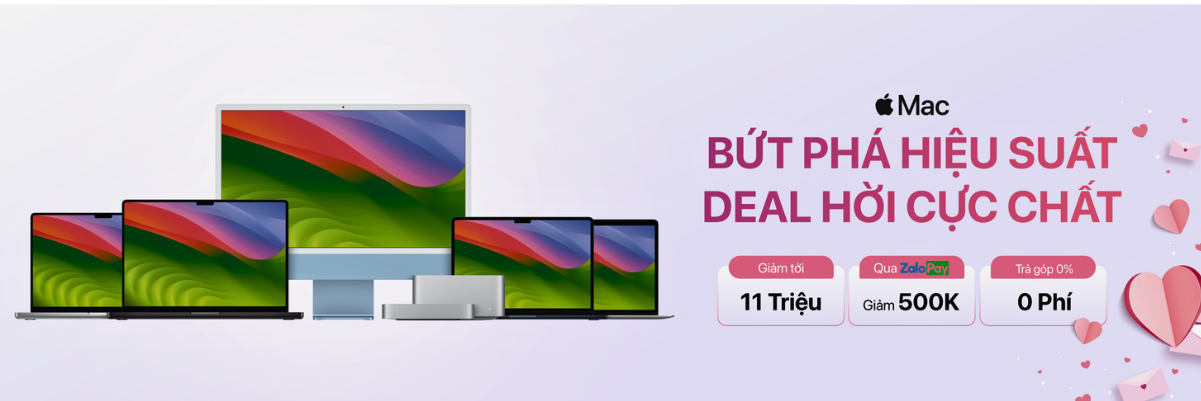 Mac
BỨT PHÁ HIỆU SUẤT
DEAL HỜI CỰC CHẤT
Giảm tới
11 Triệu
Qua ZaloPay
Giảm 500K
Trả góp 0%
0 Phí